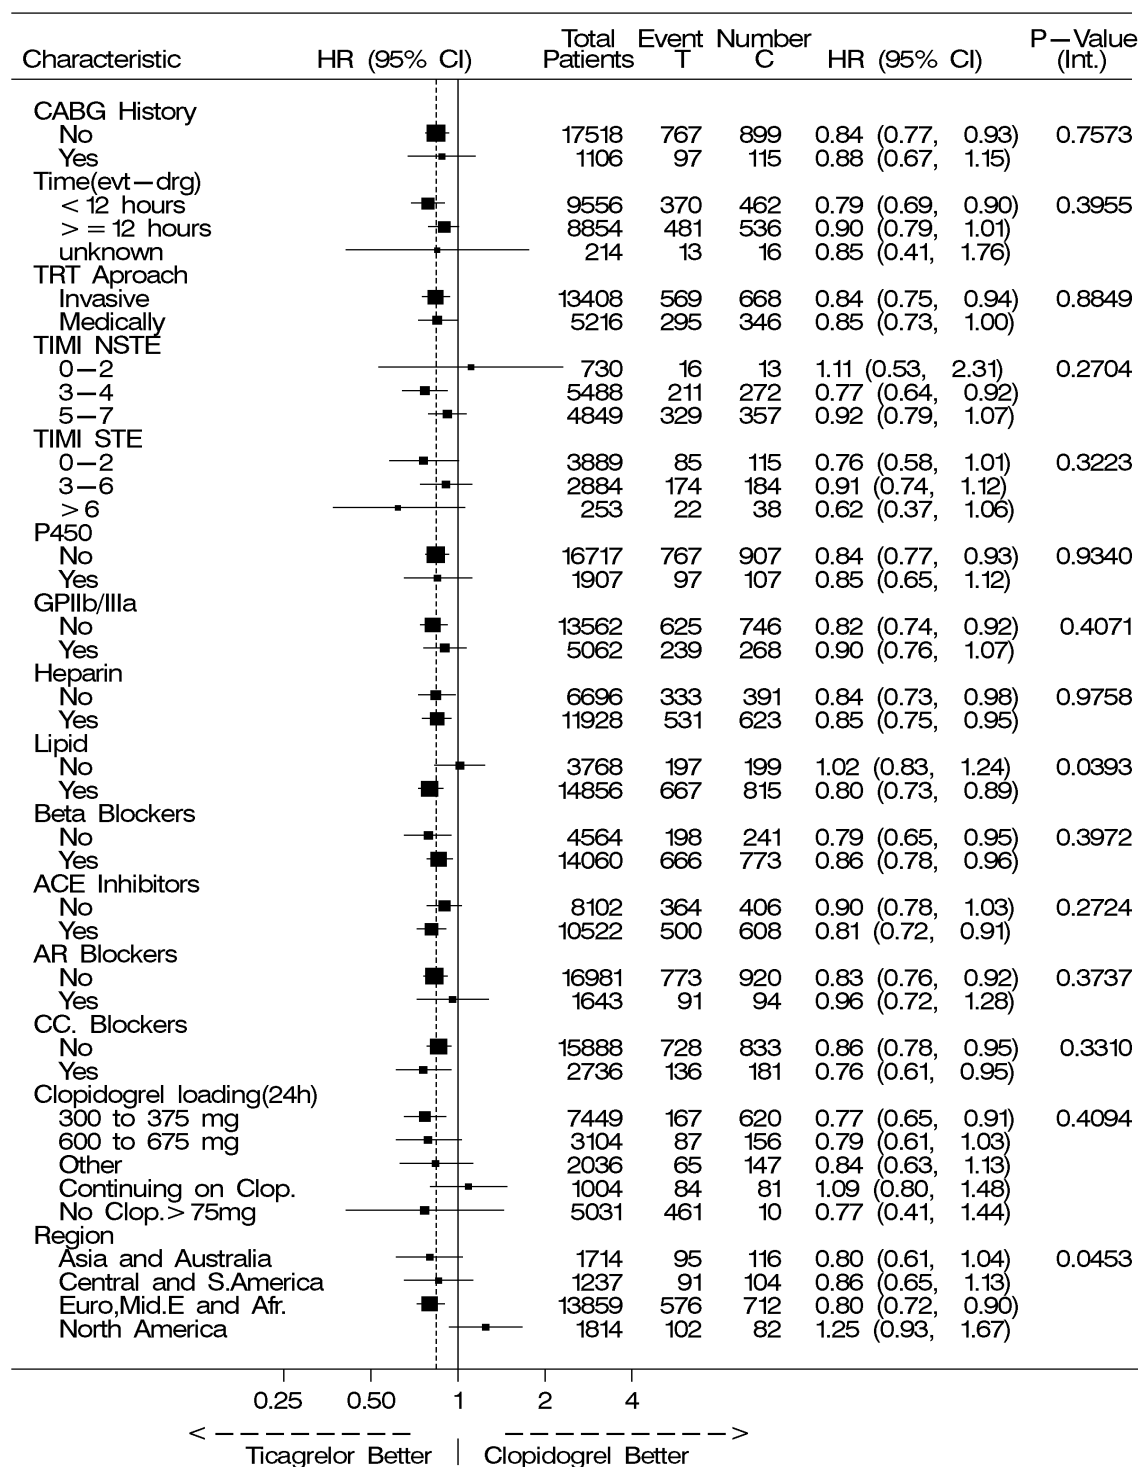 Total Event Number P—Value
Characteristic HR (95% CI) Patients T C HR (95% CI) (Int.)
CABG History
No 17518 767 899 0.84 (0.77, 0.93) 0.7573
Yes 1106 97 115 0.88 (0.67, 1.15)
Time(evt—drg)
< 12 hours 9556 370 462 0.79 (0.69, 0.90) 0.3955
>= 12 hours 8854 481 536 0.90 (0.79, 1.01)
unknown 214 13 16 0.85 (0.41, 1.76)
TRT Aproach
Invasive 13408 569 668 0.84 (0.75, 0.94) 0.8849
Medically 5216 295 346 0.85 (0.73, 1.00)
TIMI NSTE
0—2 730 16 13 1.11 (0.53, 2.31) 0.2704
3—4 5488 211 272 0.77 (0.64, 0.92)
5—7 4849 329 357 0.92 (0.79, 1.07)
TIMI STE
0—2 3889 85 115 0.76 (0.58, 1.01) 0.3223
3—6 2884 174 184 0.91 (0.74, 1.12)
>6 253 22 38 0.62 (0.37, 1.06)
P450
No 16717 767 907 0.84 (0.77, 0.93) 0.9340
Yes 1907 97 107 0.85 (0.65, 1.12)
GPIIb/IIIa
No 13562 625 746 0.82 (0.74, 0.92) 0.4071
Yes 5062 239 268 0.90 (0.76, 1.07)
Heparin
No 6696 333 391 0.84 (0.73, 0.98) 0.9758
Yes 11928 531 623 0.85 (0.75, 0.95)
Lipid
No 3768 197 199 1.02 (0.83, 1.24) 0.0393
Yes 14856 667 815 0.80 (0.73, 0.89)
Beta Blockers
No 4564 198 241 0.79 (0.65, 0.95) 0.3972
Yes 14060 666 773 0.86 (0.78, 0.96)
ACE Inhibitors
No 8102 364 406 0.90 (0.78, 1.03) 0.2724
Yes 10522 500 608 0.81 (0.72, 0.91)
AR Blockers
No 16981 773 920 0.83 (0.76, 0.92) 0.3737
Yes 1643 91 94 0.96 (0.72, 1.28)
CC. Blockers
No 15888 728 833 0.86 (0.78, 0.95) 0.3310
Yes 2736 136 181 0.76 (0.61, 0.95)
Clopidogrel loading(24h)
300 to 375 mg 7449 167 620 0.77 (0.65, 0.91) 0.4094
600 to 675 mg 3104 87 156 0.79 (0.61, 1.03)
Other 2036 65 147 0.84 (0.63, 1.13)
Continuing on Clop. 1004 84 81 1.09 (0.80, 1.48)
No Clop.>75mg 5031 461 10 0.77 (0.41, 1.44)
Region
Asia and Australia 1714 95 116 0.80 (0.61, 1.04) 0.0453
Central and S.America 1237 91 104 0.86 (0.65, 1.13)
Euro,Mid.E and Afr. 13859 576 712 0.80 (0.72, 0.90)
North America 1814 102 82 1.25 (0.93, 1.67)
0.25 0.50 1 2 4
Ticagrelor Better | Clopidogrel Better